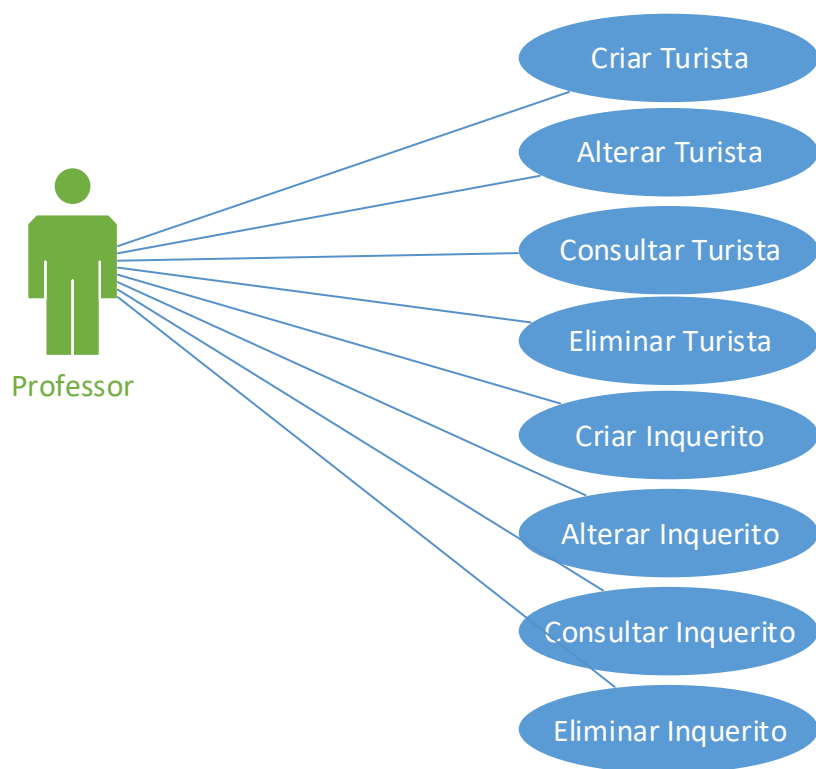 Criar Turista
Alterar Turista
Consultar Turista
Eliminar Turista
Professor
Criar Inquerito
Alterar Inquerito
Consultar Inquerito
Eliminar Inquerito